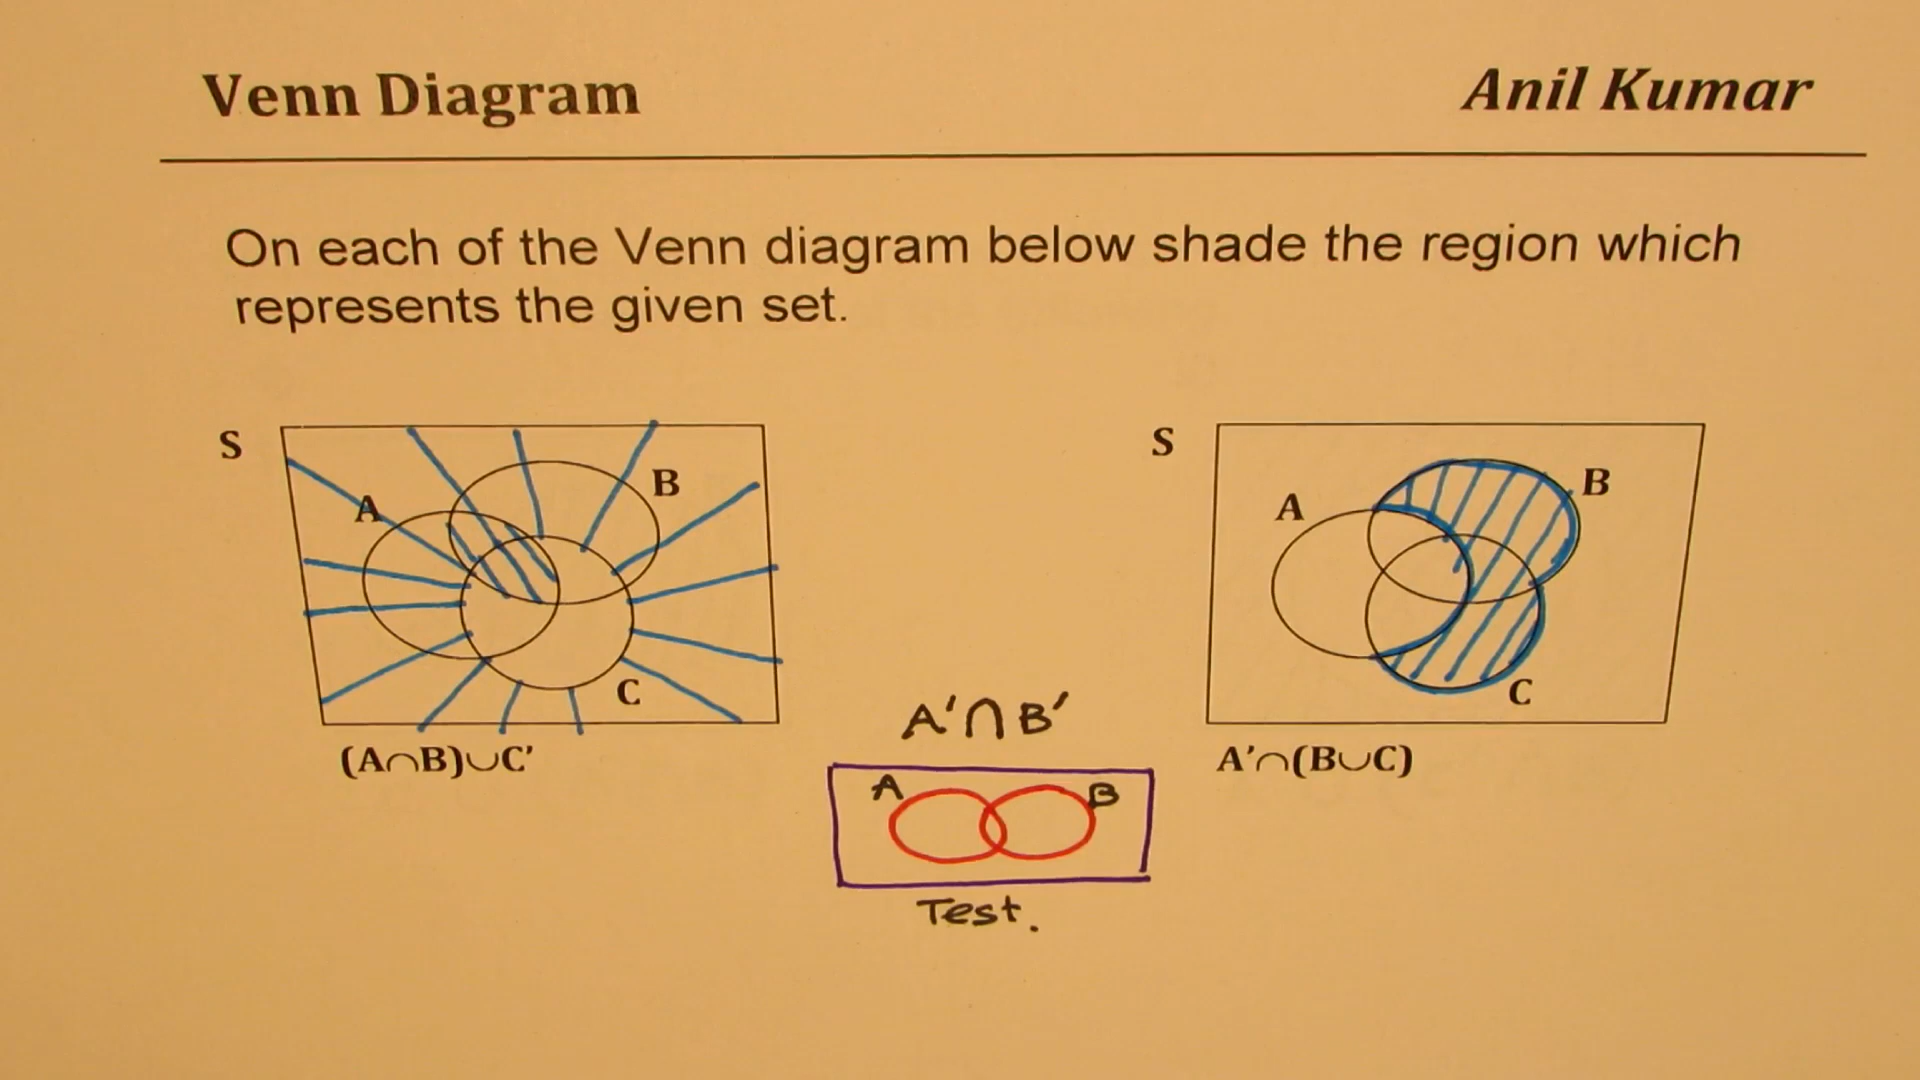 Venn Diagram
Anil Kumar
On each of the Venn diagram below shade the region which
represents the given set.
S
A
B
C
(A∩B)∪C'
S
A
B
C
A'∩(B∪C)
A'∩B'
A
B
Test.